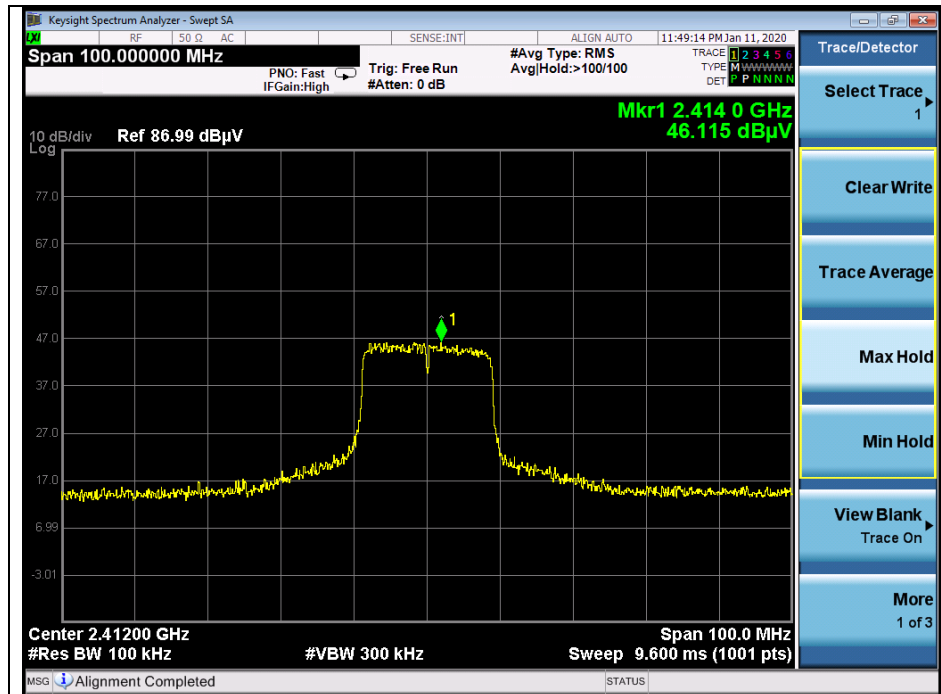 Keysight Spectrum Analyzer - Swept SA
LXI RF 50 Ω AC SENSE:INT ALIGN AUTO 11:49:14 PM Jan 11, 2020
Span 100.000000 MHz
PNO: Fast
IFGain:High
Trig: Free Run
#Atten: 0 dB
#Avg Type: RMS
Avg|Hold:>100/100
TRACE 1 2 3 4 5 6
TYPE M W W W W W
DET P P N N N N
Mkr1 2.414 0 GHz
46.115 dBµV
10 dB/div
Log
Ref 86.99 dBµV
77.0
67.0
57.0
47.0
37.0
27.0
17.0
6.99
-3.01
1
Center 2.41200 GHz
Span 100.0 MHz
#Res BW 100 kHz
#VBW 300 kHz
Sweep 9.600 ms (1001 pts)
MSG Alignment Completed
STATUS
Trace/Detector
Select Trace
1
Clear Write
Trace Average
Max Hold
Min Hold
View Blank
Trace On
More
1 of 3